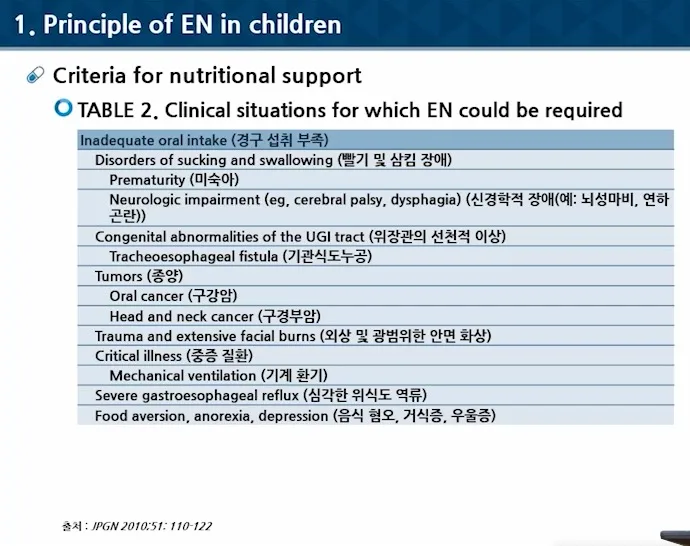 1. Principle of EN in children
Criteria for nutritional support
TABLE 2. Clinical situations for which EN could be required
Inadequate oral intake (경구 섭취 부족)
Disorders of sucking and swallowing (빨기 및 삼킴 장애)
Prematurity (미숙아)
Neurologic impairment (eg, cerebral palsy, dysphagia) (신경학적 장애(예: 뇌성마비, 연하
곤란))
Congenital abnormalities of the UGI tract (위장관의 선천적 이상)
Tracheoesophageal fistula (기관식도누공)
Tumors (종양)
Oral cancer (구강암)
Head and neck cancer (구경부암)
Trauma and extensive facial burns (외상 및 광범위한 안면 화상)
Critical illness (중증 질환)
Mechanical ventilation (기계 환기)
Severe gastroesophageal reflux (심각한 위식도 역류)
Food aversion, anorexia, depression (음식 혐오, 거식증, 우울증)
출처 : JPGN 2010;51: 110-122